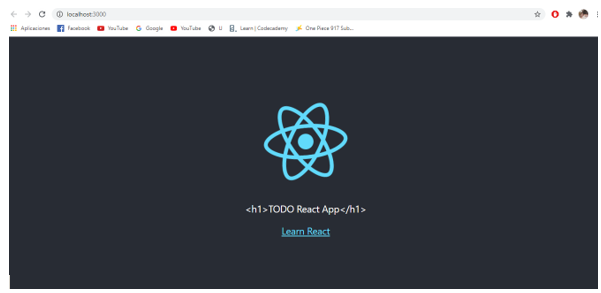 localhost:3000
Aplicaciones Facebook YouTube Google YouTube U Learn | Codecademy One Piece 917 Sub...
<h1>TODO React App</h1>
Learn React